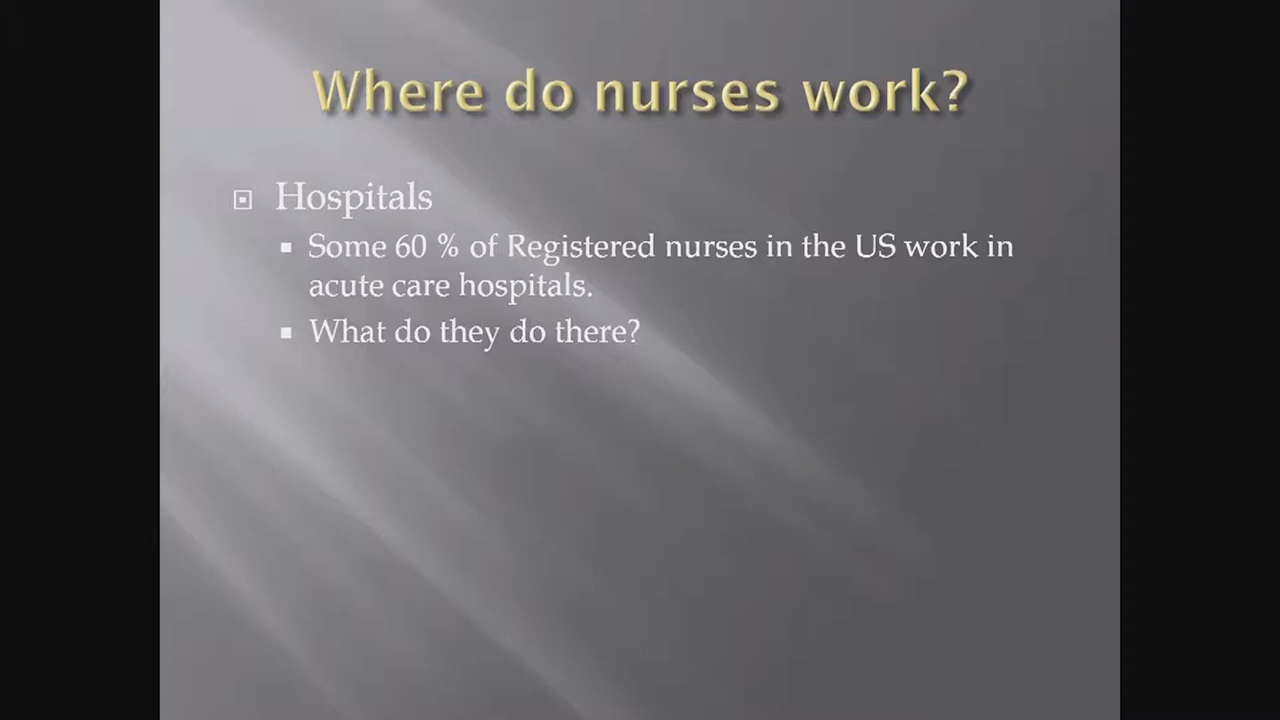 Where do nurses work?
Hospitals
Some 60 % of Registered nurses in the US work in
acute care hospitals.
What do they do there?